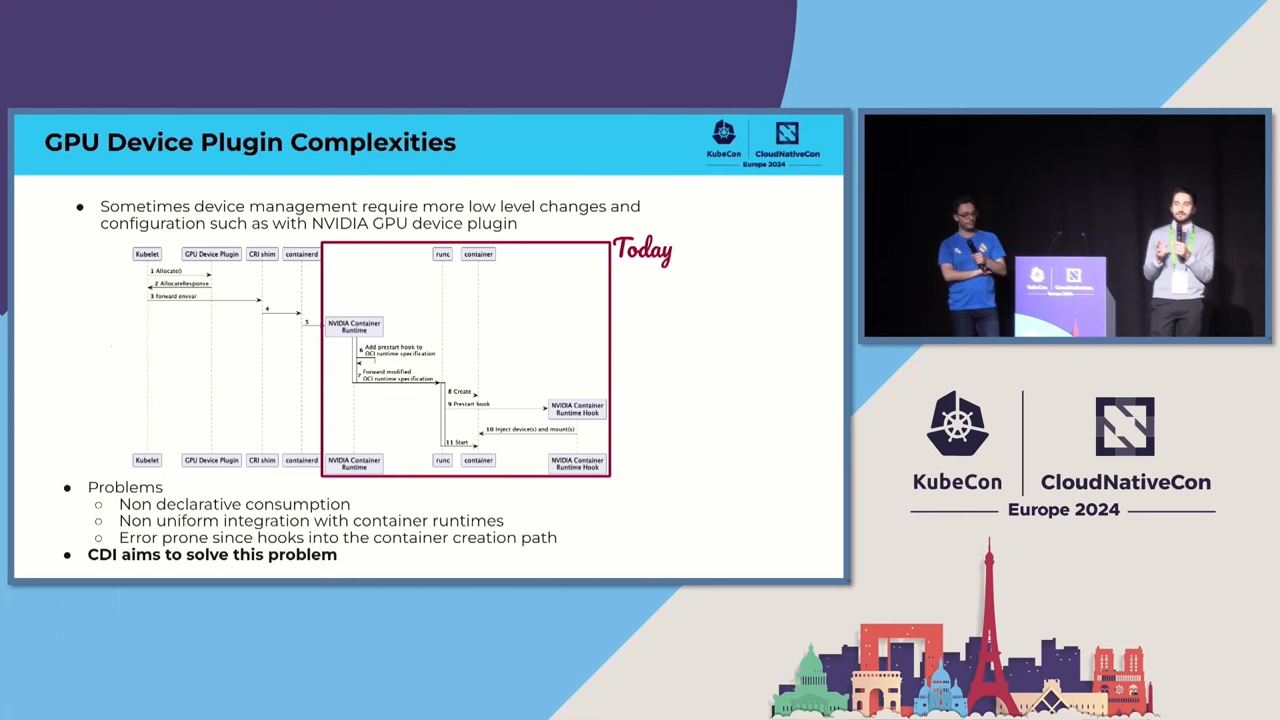 GPU Device Plugin Complexities
KubeCon
CloudNativeCon
Europe 2024
● Sometimes device management require more low level changes and
configuration such as with NVIDIA GPU device plugin
Today
Kubelet
GPU Device Plugin
CRI shim
containerd
runc
container
1 Allocate()
2 AllocateResponse
3 forward envvar
4
5
NVIDIA Container
Runtime
6 Add prestart hook to
OCI runtime specification
7 Forward modified
OCI runtime specification
8 Create
9 Prestart hook
NVIDIA Container
Runtime Hook
10 Inject device(s) and mount(s)
11 Start
Kubelet
GPU Device Plugin
CRI shim
containerd
NVIDIA Container
Runtime
runc
container
NVIDIA Container
Runtime Hook
● Problems
○ Non declarative consumption
○ Non uniform integration with container runtimes
○ Error prone since hooks into the container creation path
● CDI aims to solve this problem
KubeCon
CloudNativeCon
Europe 2024